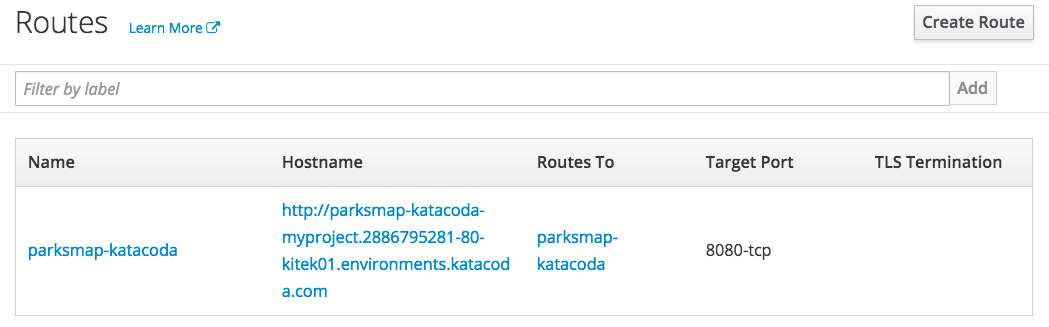 Routes Learn More
Create Route
Filter by label
Add
Name Hostname Routes To Target Port TLS Termination
parksmap-katacoda
http://parksmap-katacoda-
myproject.2886795281-80-
kitek01.environments.katacod
a.com
parksmap-
katacoda
8080-tcp